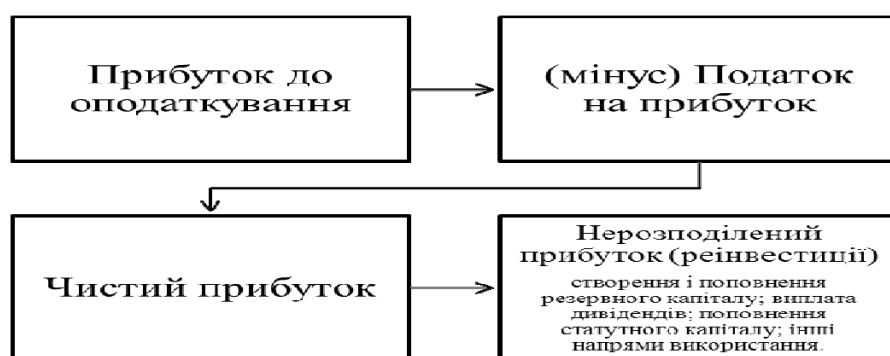 Прибуток до
оподаткування
(мінус) Податок
на прибуток
Чистий прибуток
Нерозподілений
прибуток (реінвестиції)
створення і поповнення
резервного капіталу; виплата
дивідендів; поповнення
статутного капіталу; інші
напрями використання.